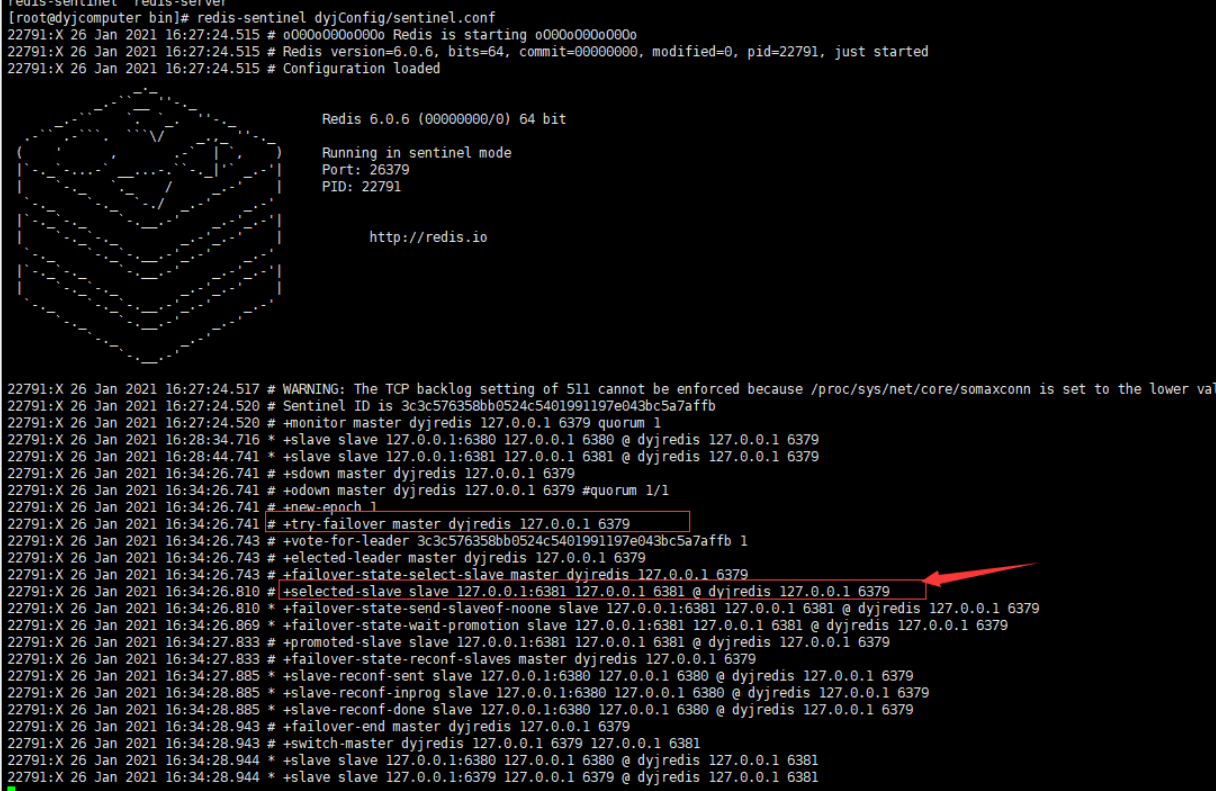 redis-sentinel  redis-server
[root@dyjcomputer bin]# redis-sentinel dyjConfig/sentinel.conf
22791:X 26 Jan 2021 16:27:24.515 # oO0OoO0OoO0Oo Redis is starting oO0OoO0OoO0Oo
22791:X 26 Jan 2021 16:27:24.515 # Redis version=6.0.6, bits=64, commit=00000000, modified=0, pid=22791, just started
22791:X 26 Jan 2021 16:27:24.515 # Configuration loaded
Redis 6.0.6 (00000000/0) 64 bit
Running in sentinel mode
Port: 26379
PID: 22791
http://redis.io
22791:X 26 Jan 2021 16:27:24.517 # WARNING: The TCP backlog setting of 511 cannot be enforced because /proc/sys/net/core/somaxconn is set to the lower val
22791:X 26 Jan 2021 16:27:24.520 # Sentinel ID is 3c3c576358bb0524c5401991197e043bc5a7affb
22791:X 26 Jan 2021 16:27:24.520 # +monitor master dyjredis 127.0.0.1 6379 quorum 1
22791:X 26 Jan 2021 16:28:34.716 * +slave slave 127.0.0.1:6380 127.0.0.1 6380 @ dyjredis 127.0.0.1 6379
22791:X 26 Jan 2021 16:28:44.741 * +slave slave 127.0.0.1:6381 127.0.0.1 6381 @ dyjredis 127.0.0.1 6379
22791:X 26 Jan 2021 16:34:26.741 # +sdown master dyjredis 127.0.0.1 6379
22791:X 26 Jan 2021 16:34:26.741 # +odown master dyjredis 127.0.0.1 6379 #quorum 1/1
22791:X 26 Jan 2021 16:34:26.741 # +new-epoch 1
22791:X 26 Jan 2021 16:34:26.741 # +try-failover master dyjredis 127.0.0.1 6379
22791:X 26 Jan 2021 16:34:26.743 # +vote-for-leader 3c3c576358bb0524c5401991197e043bc5a7affb 1
22791:X 26 Jan 2021 16:34:26.743 # +elected-leader master dyjredis 127.0.0.1 6379
22791:X 26 Jan 2021 16:34:26.743 # +failover-state-select-slave master dyjredis 127.0.0.1 6379
22791:X 26 Jan 2021 16:34:26.810 # +selected-slave slave 127.0.0.1:6381 127.0.0.1 6381 @ dyjredis 127.0.0.1 6379
22791:X 26 Jan 2021 16:34:26.810 * +failover-state-send-slaveof-noone slave 127.0.0.1:6381 127.0.0.1 6381 @ dyjredis 127.0.0.1 6379
22791:X 26 Jan 2021 16:34:26.869 * +failover-state-wait-promotion slave 127.0.0.1:6381 127.0.0.1 6381 @ dyjredis 127.0.0.1 6379
22791:X 26 Jan 2021 16:34:27.833 # +promoted-slave slave 127.0.0.1:6381 127.0.0.1 6381 @ dyjredis 127.0.0.1 6379
22791:X 26 Jan 2021 16:34:27.833 # +failover-state-reconf-slaves master dyjredis 127.0.0.1 6379
22791:X 26 Jan 2021 16:34:27.885 * +slave-reconf-sent slave 127.0.0.1:6380 127.0.0.1 6380 @ dyjredis 127.0.0.1 6379
22791:X 26 Jan 2021 16:34:28.885 * +slave-reconf-inprog slave 127.0.0.1:6380 127.0.0.1 6380 @ dyjredis 127.0.0.1 6379
22791:X 26 Jan 2021 16:34:28.885 * +slave-reconf-done slave 127.0.0.1:6380 127.0.0.1 6380 @ dyjredis 127.0.0.1 6379
22791:X 26 Jan 2021 16:34:28.943 # +failover-end master dyjredis 127.0.0.1 6379
22791:X 26 Jan 2021 16:34:28.943 # +switch-master dyjredis 127.0.0.1 6379 127.0.0.1 6381
22791:X 26 Jan 2021 16:34:28.944 * +slave slave 127.0.0.1:6380 127.0.0.1 6380 @ dyjredis 127.0.0.1 6381
22791:X 26 Jan 2021 16:34:28.944 * +slave slave 127.0.0.1:6379 127.0.0.1 6379 @ dyjredis 127.0.0.1 6381